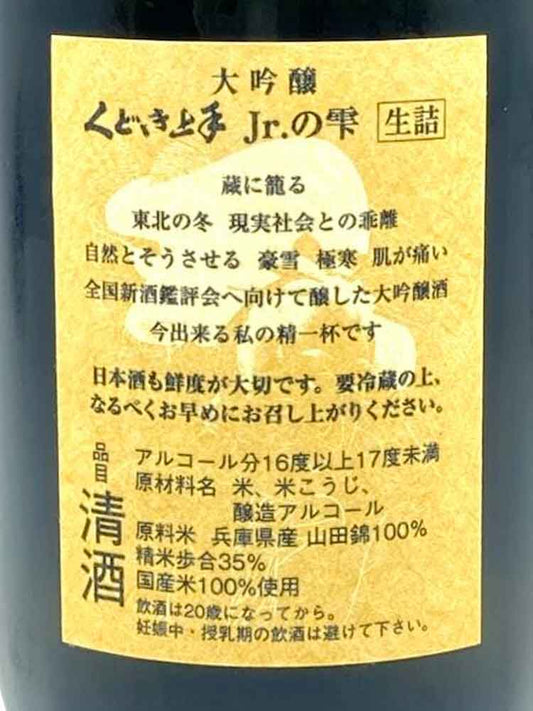 大吟醸
くどき上手 Jr.の雫 生詰
蔵に籠る
東北の冬 現実社会との乖離
自然とそうさせる 豪雪 極寒 肌が痛い
全国新酒鑑評会へ向けて醸した大吟醸酒
今出来る私の精一杯です
日本酒も鮮度が大切です。要冷蔵の上、
なるべくお早めにお召し上がりください。
品目
清酒
アルコール分16度以上17度未満
原材料名 米、米こうじ、
醸造アルコール
原料米 兵庫県産 山田錦100%
精米歩合35%
国産米100%使用
飲酒は20歳になってから。
妊娠中・授乳期の飲酒は避けて下さい。